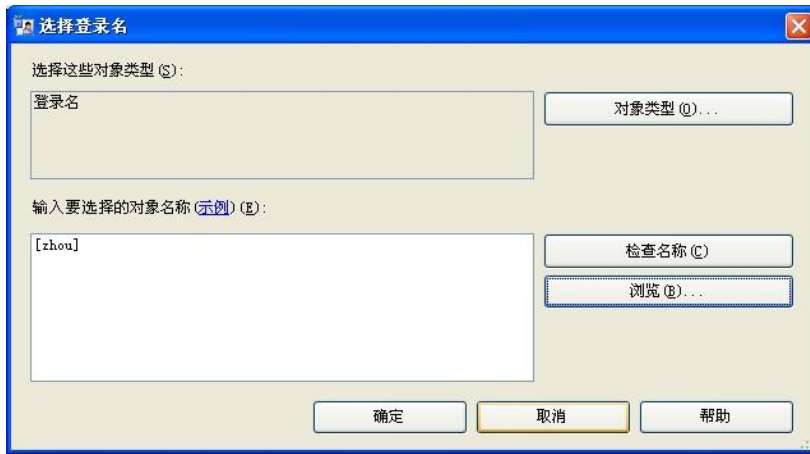 选择登录名
选择这些对象类型(S):
登录名
对象类型(O)...
输入要选择的对象名称(示例)(E):
[zhou]
检查名称(C)
浏览(B)...
确定
取消
帮助